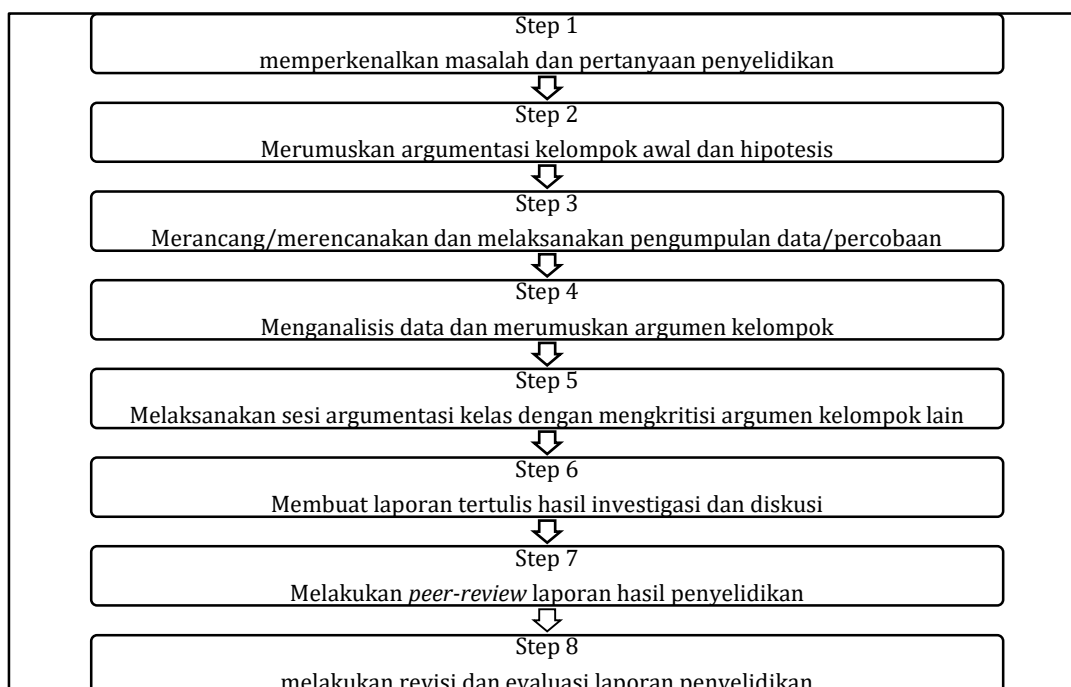 Step 1
memperkenalkan masalah dan pertanyaan penyelidikan
Step 2
Merumuskan argumentasi kelompok awal dan hipotesis
Step 3
Merancang/merencanakan dan melaksanakan pengumpulan data/percobaan
Step 4
Menganalisis data dan merumuskan argumen kelompok
Step 5
Melaksanakan sesi argumentasi kelas dengan mengkritisi argumen kelompok lain
Step 6
Membuat laporan tertulis hasil investigasi dan diskusi
Step 7
Melakukan peer-review laporan hasil penyelidikan
Step 8
melakukan revisi dan evaluasi laporan penyelidikan